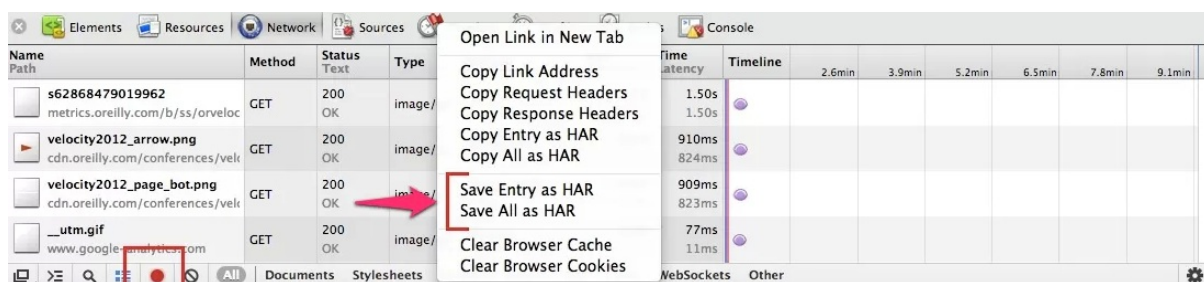 Elements Resources Network Sources Console
Name Path Method Status Text Type Time Latency Timeline 2.6min 3.9min 5.2min 6.5min 7.8min 9.1min
s62868479019962 GET 200 image/ 1.50s
metrics.oreilly.com/b/ss/orveloc OK 1.50s
velocity2012_arrow.png GET 200 image/ 910ms
cdn.oreilly.com/conferences/velo OK 824ms
velocity2012_page_bot.png GET 200 909ms
cdn.oreilly.com/conferences/velo OK 823ms
__utm.gif GET 200 image/ 77ms
www.google-analytics.com OK 11ms
All Documents Stylesheets WebSockets Other
Open Link in New Tab
Copy Link Address
Copy Request Headers
Copy Response Headers
Copy Entry as HAR
Copy All as HAR
Save Entry as HAR
Save All as HAR
Clear Browser Cache
Clear Browser Cookies